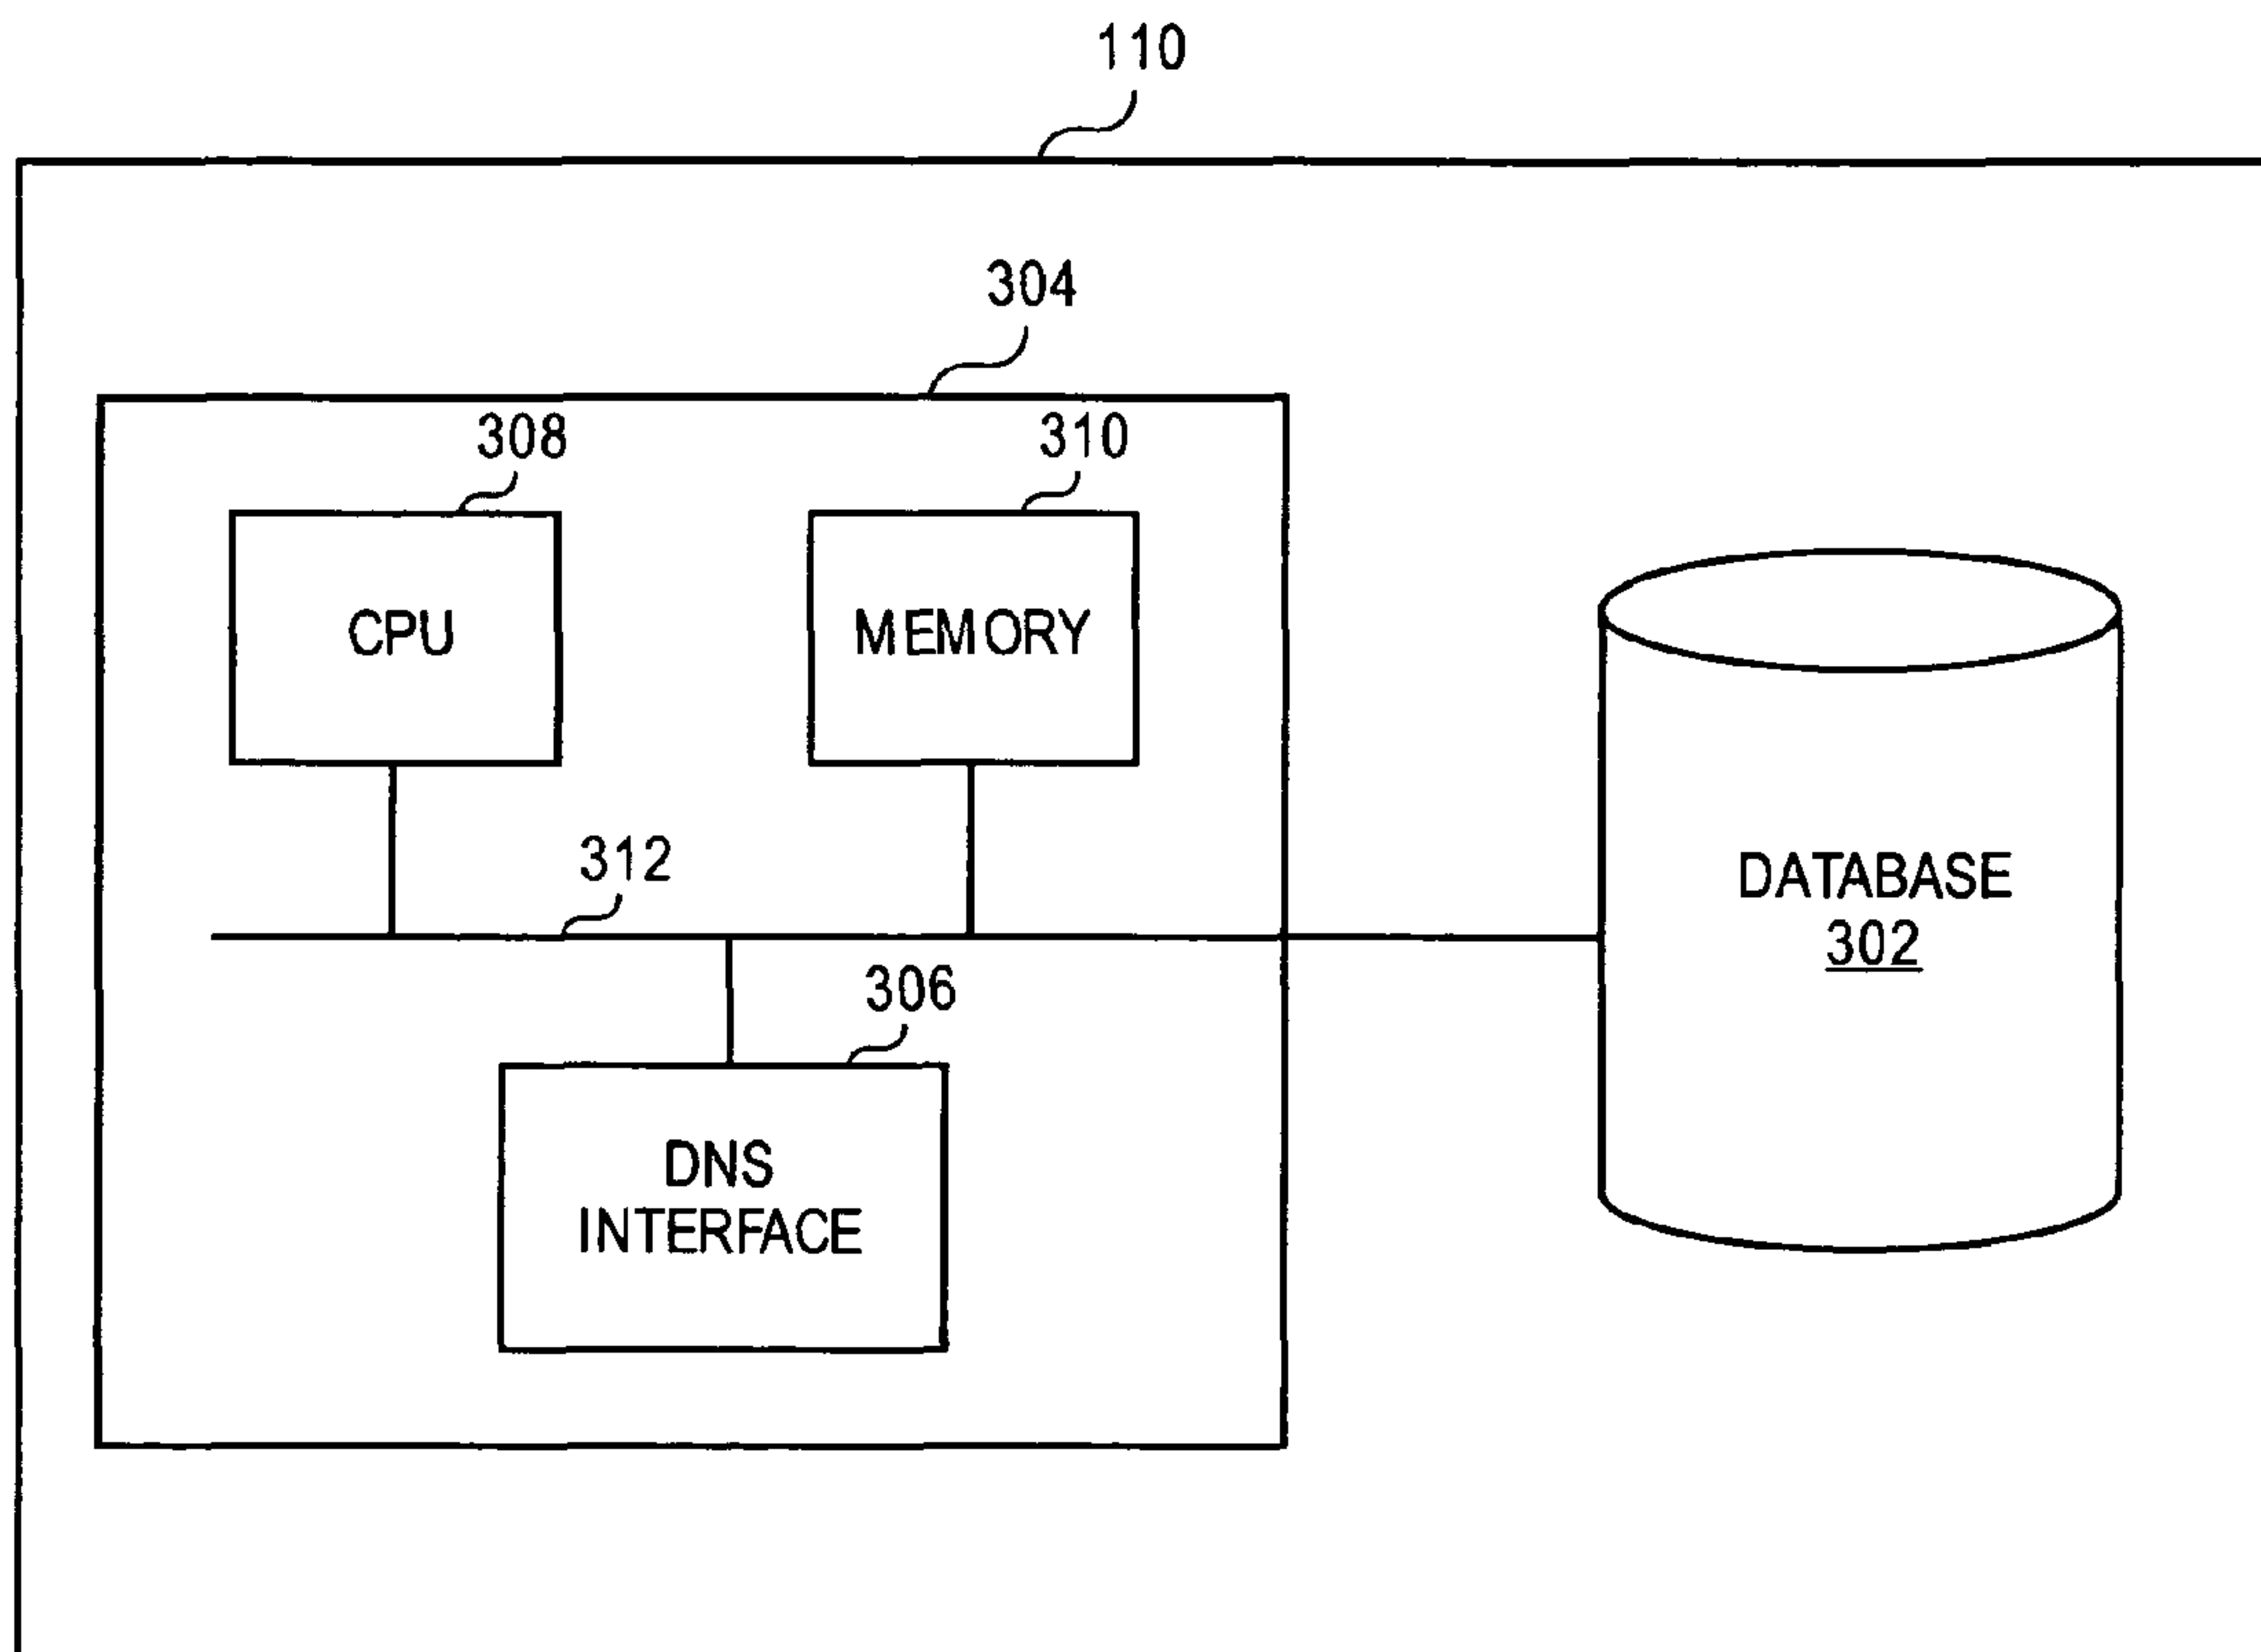 110
304
308
310
CPU
MEMORY
312
DATABASE
302
306
DNS
INTERFACE